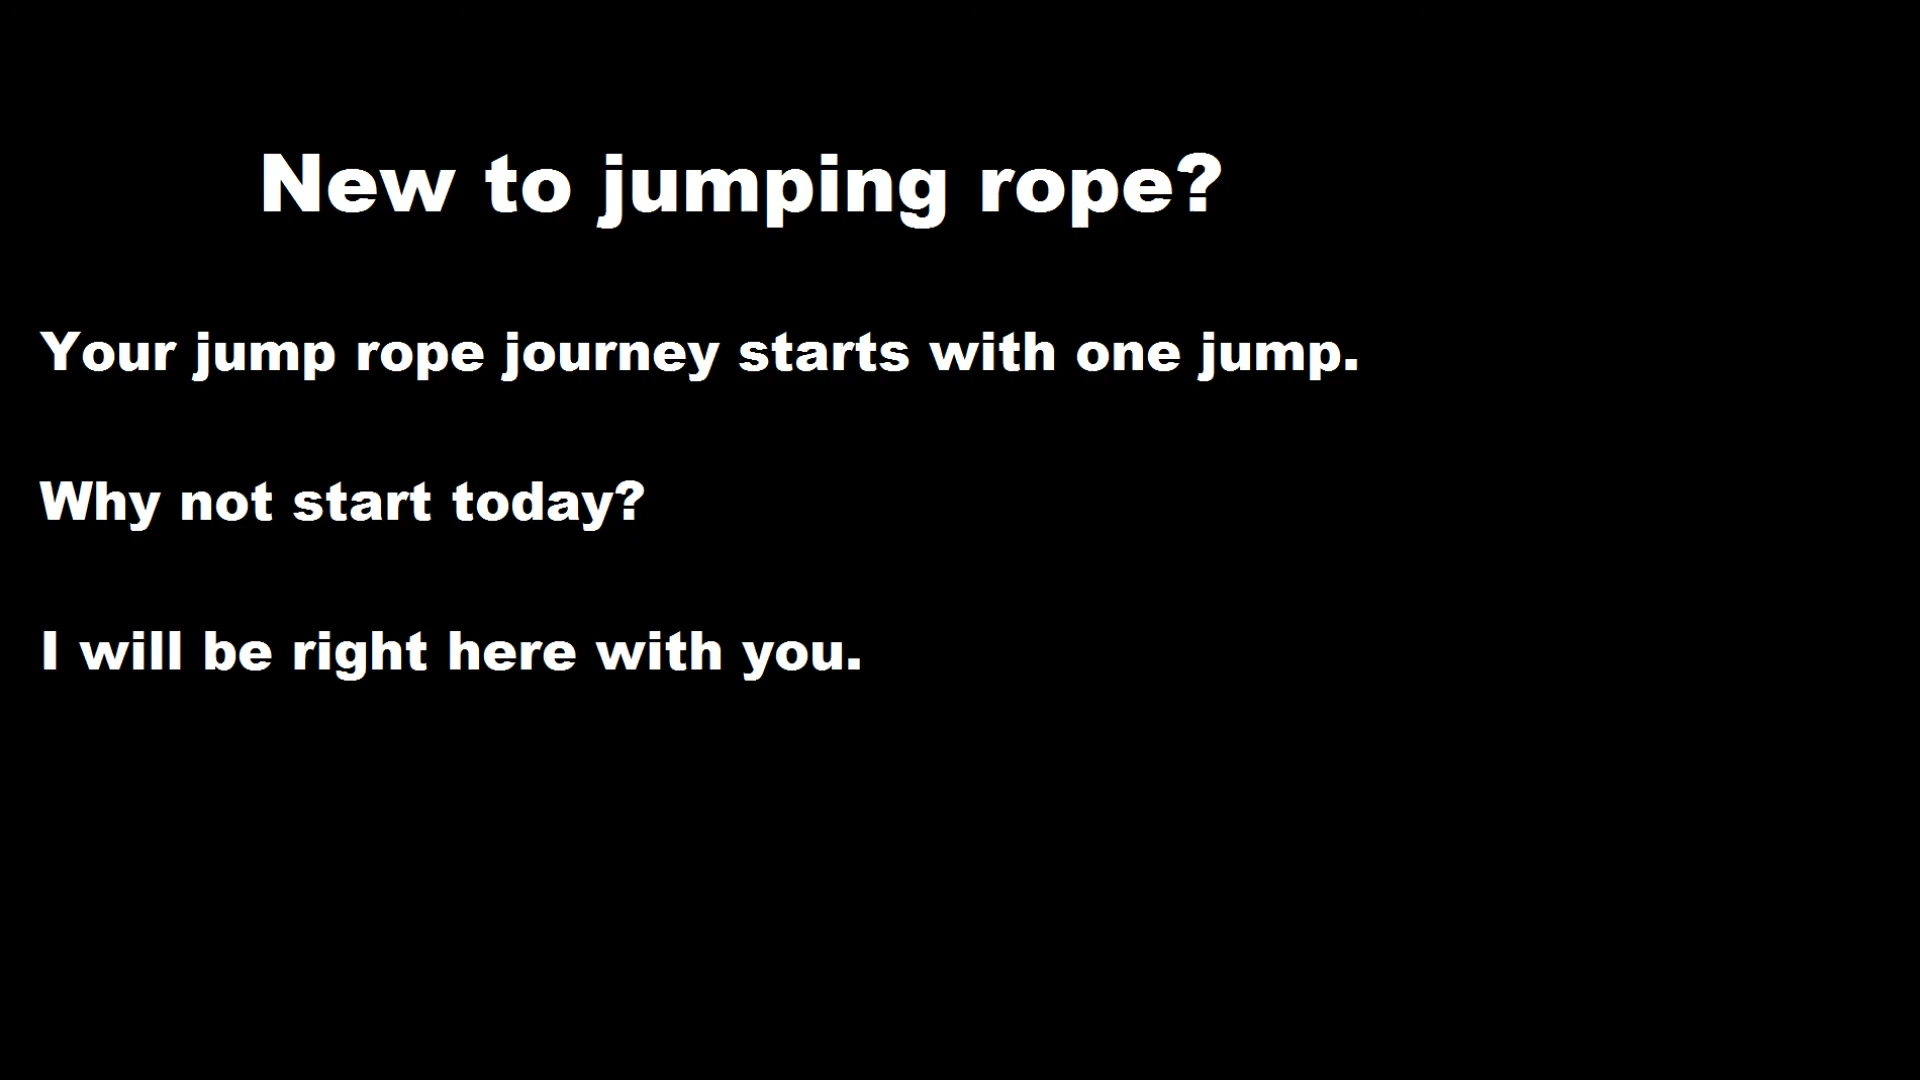 New to jumping rope?
Your jump rope journey starts with one jump.
Why not start today?
I will be right here with you.